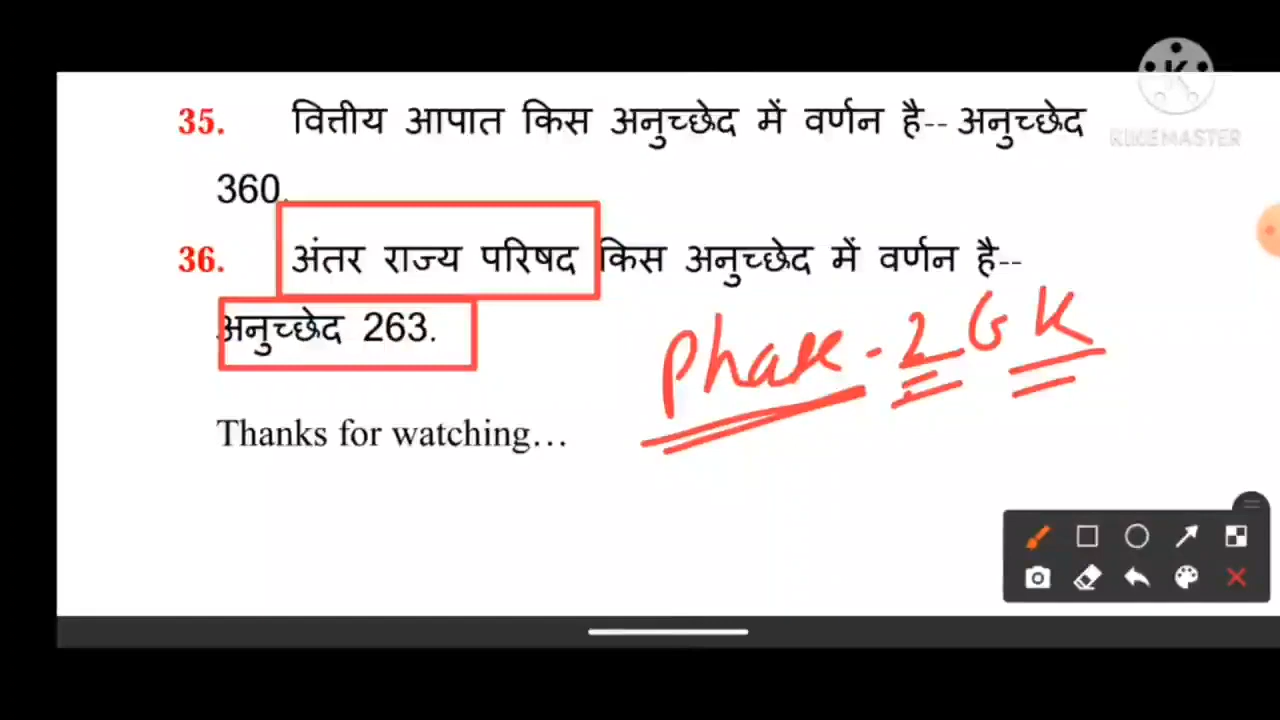 35. वित्तीय आपात किस अनुच्छेद में वर्णन है-- अनुच्छेद
360.
36. अंतर राज्य परिषद किस अनुच्छेद में वर्णन है--
अनुच्छेद 263.
Phase - 2 GK
Thanks for watching...
K
KINEMASTER